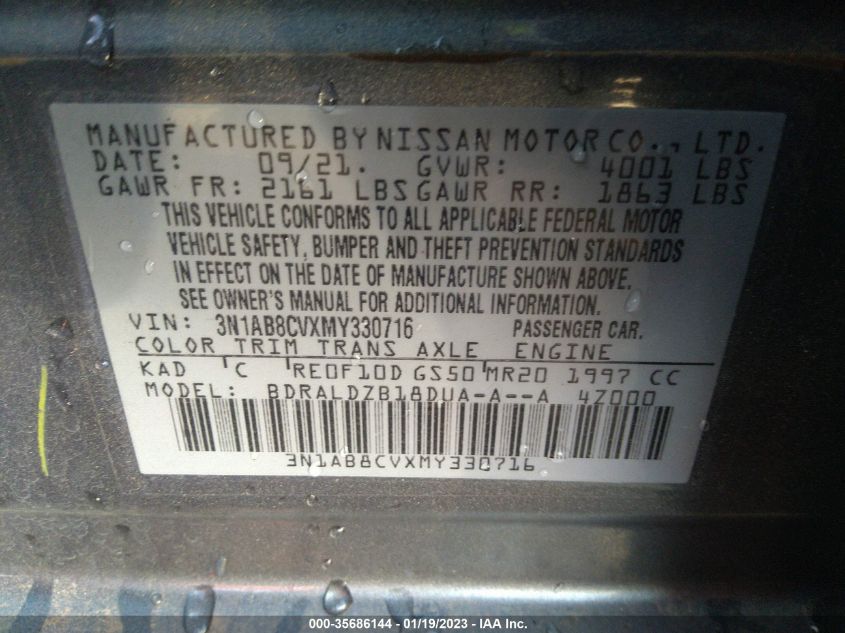 MANUFACTURED BY NISSAN MOTOR CO., LTD.
DATE: 09/21. GVWR: 4001 LBS
GAWR FR: 2161 LBS GAWR RR: 1863 LBS
THIS VEHICLE CONFORMS TO ALL APPLICABLE FEDERAL MOTOR
VEHICLE SAFETY, BUMPER AND THEFT PREVENTION STANDARDS
IN EFFECT ON THE DATE OF MANUFACTURE SHOWN ABOVE.
SEE OWNER'S MANUAL FOR ADDITIONAL INFORMATION.
VIN: 3N1AB8CVXMY330716 PASSENGER CAR.
COLOR TRIM TRANS AXLE ENGINE
KAD C RE0F10D GS50 MR20 1997 CC
MODEL: BDRALDZB18DUA-A--A 4Z000
3N1AB8CVXMY330716
000-35686144 - 01/19/2023 - IAA Inc.